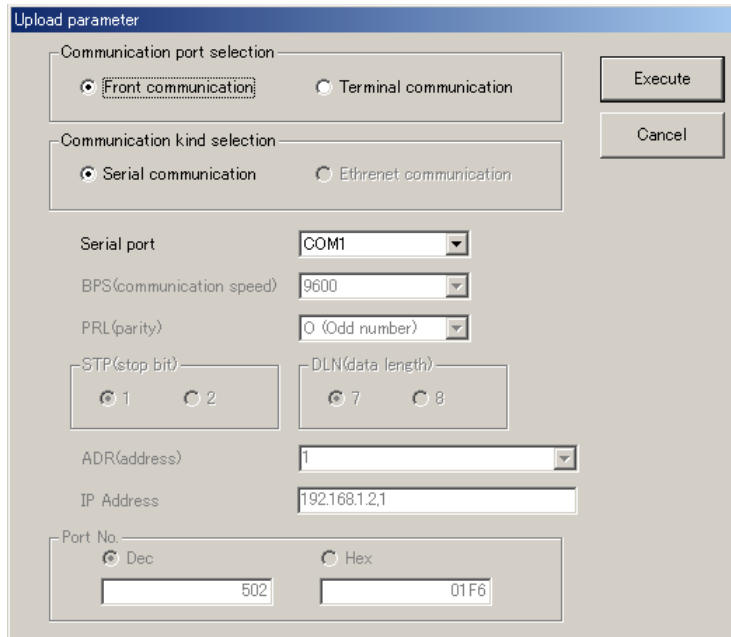 Upload parameter
Communication port selection
Front communication Terminal communication
Execute
Cancel
Communication kind selection
Serial communication Ethrenet communication
Serial port COM1
BPS(communication speed) 9600
PRL(parity) O (Odd number)
STP(stop bit) DLN(data length)
1 2 7 8
ADR(address) 1
IP Address 192.168.1.2,1
Port No.
Dec Hex
502 01F6